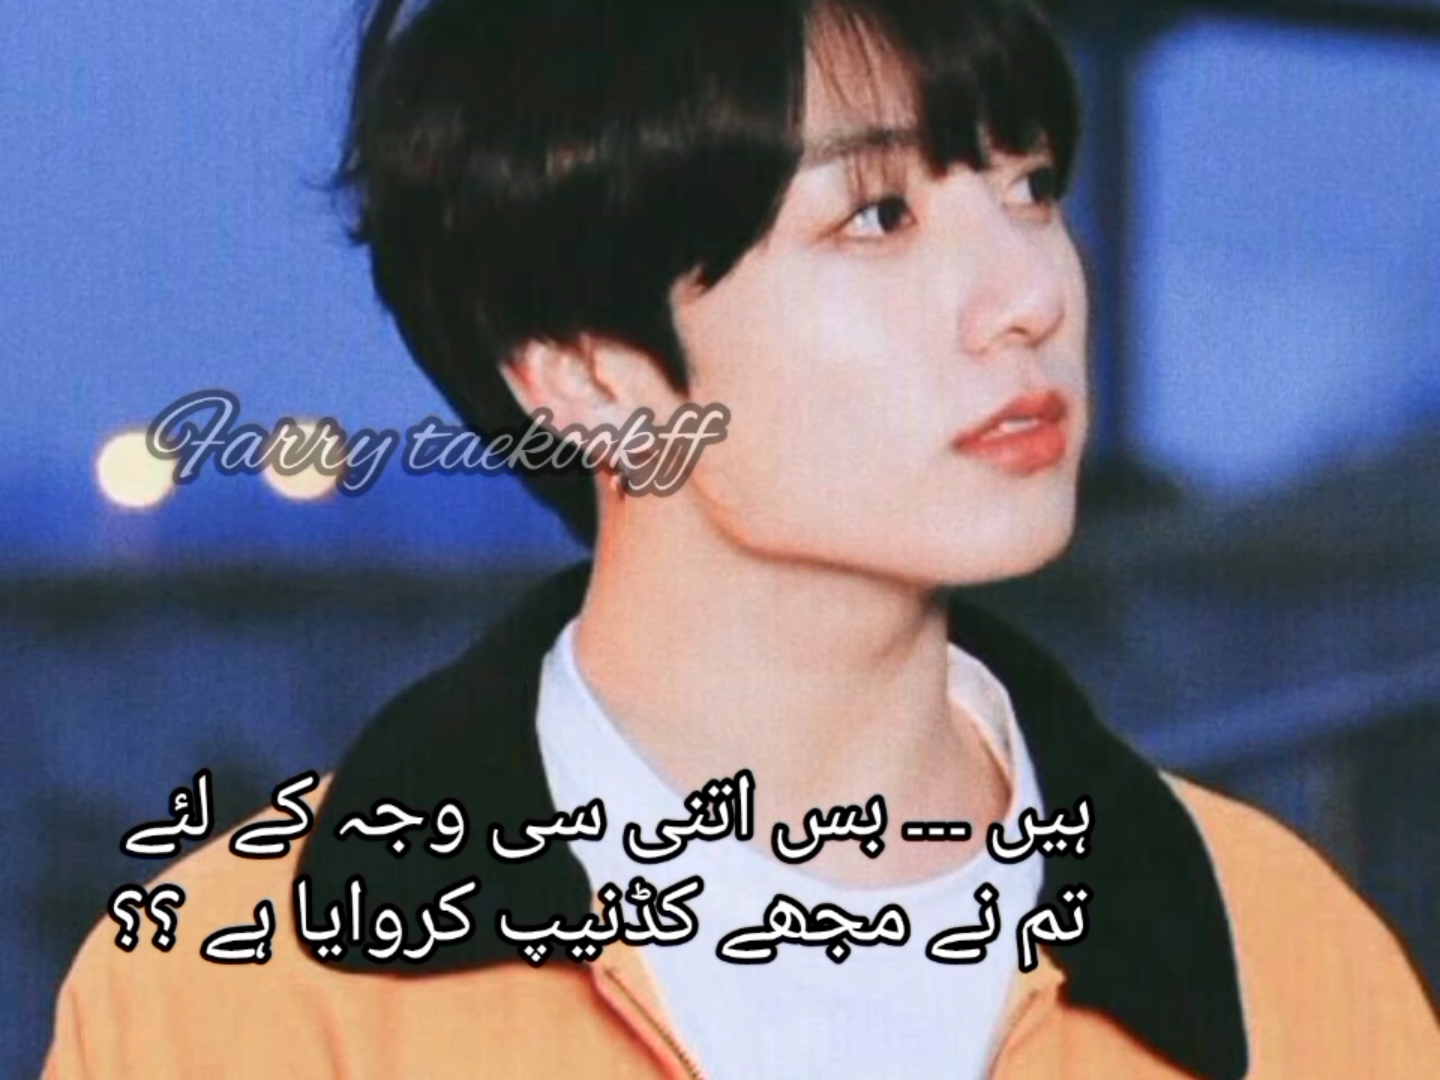 Farry taekookff
ہیں --- بس اتنی سی وجہ کے لئے
تم نے مجھے کڈنیپ کروایا ہے ؟؟